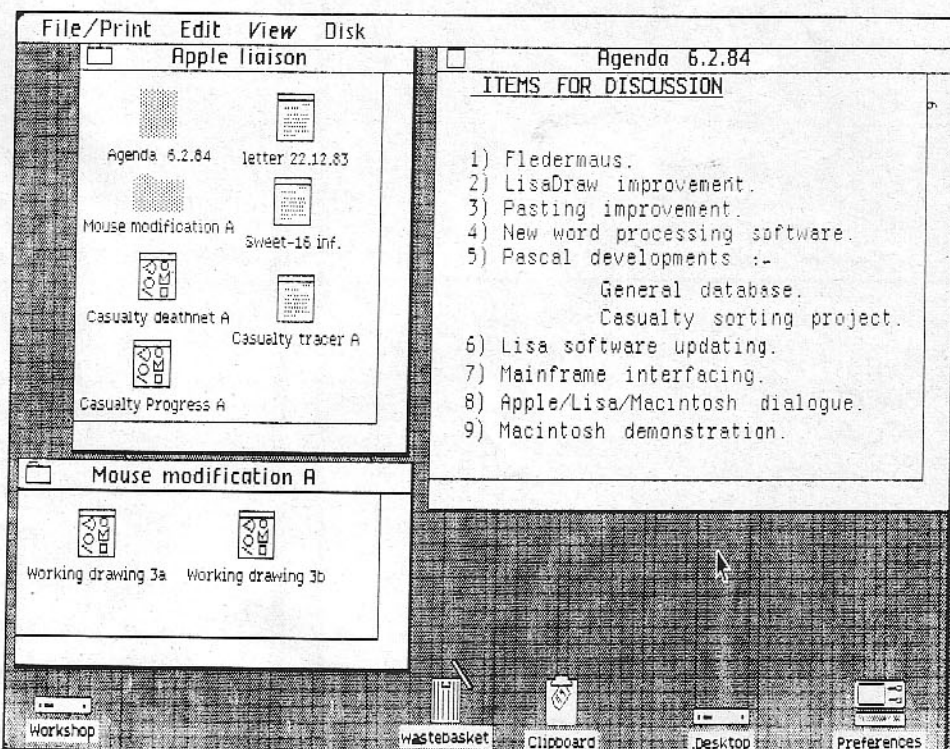 File/Print Edit View Disk
Apple liaison
Agenda 6.2.84
letter 22.12.83
Mouse modification A
Sweet-16 inf.
Casualty deathnet A
Casualty tracer A
Casualty Progress A
Mouse modification A
Working drawing 3a Working drawing 3b
Agenda 6.2.84
ITEMS FOR DISCUSSION
1) Fledermaus.
2) LisaDraw improvement.
3) Pasting improvement.
4) New word processing software.
5) Pascal developments :-
General database.
Casualty sorting project.
6) Lisa software updating.
7) Mainframe interfacing.
8) Apple/Lisa/Macintosh dialogue.
9) Macintosh demonstration.
Workshop
Wastebasket
Clipboard
Desktop
Preferences